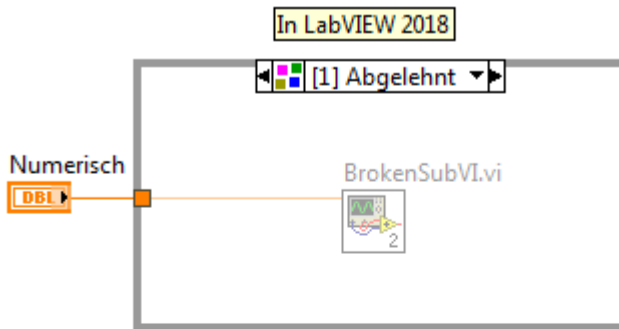 In LabVIEW 2018
[1] Abgelehnt
Numerisch
DBL
BrokenSubVI.vi
2